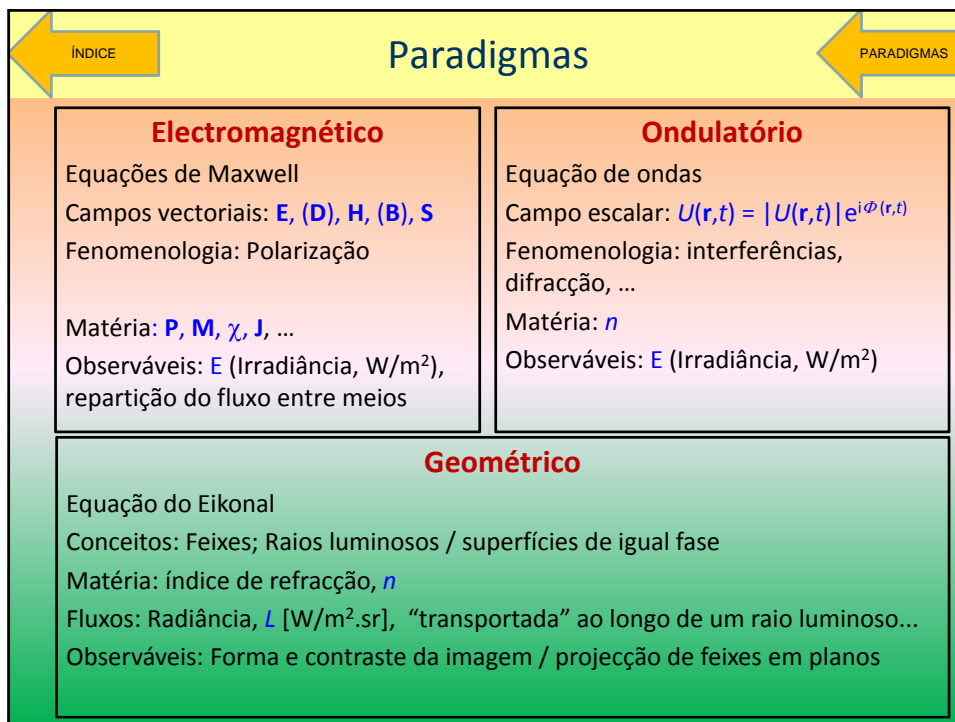 ÍNDICE
Paradigmas
PARADIGMAS
Electromagnético
Equações de Maxwell
Campos vectoriais: E, (D), H, (B), S
Fenomenologia: Polarização
Matéria: P, M, χ, J, …
Observáveis: E (Irradiância, W/m²),
repartição do fluxo entre meios
Ondulatório
Equação de ondas
Campo escalar: U(r,t) = |U(r,t)|e^{iΦ(r,t)}
Fenomenologia: interferências,
difracção, …
Matéria: n
Observáveis: E (Irradiância, W/m²)
Geométrico
Equação do Eikonal
Conceitos: Feixes; Raios luminosos / superfícies de igual fase
Matéria: índice de refracção, n
Fluxos: Radiância, L [W/m².sr], “transportada” ao longo de um raio luminoso...
Observáveis: Forma e contraste da imagem / projecção de feixes em planos